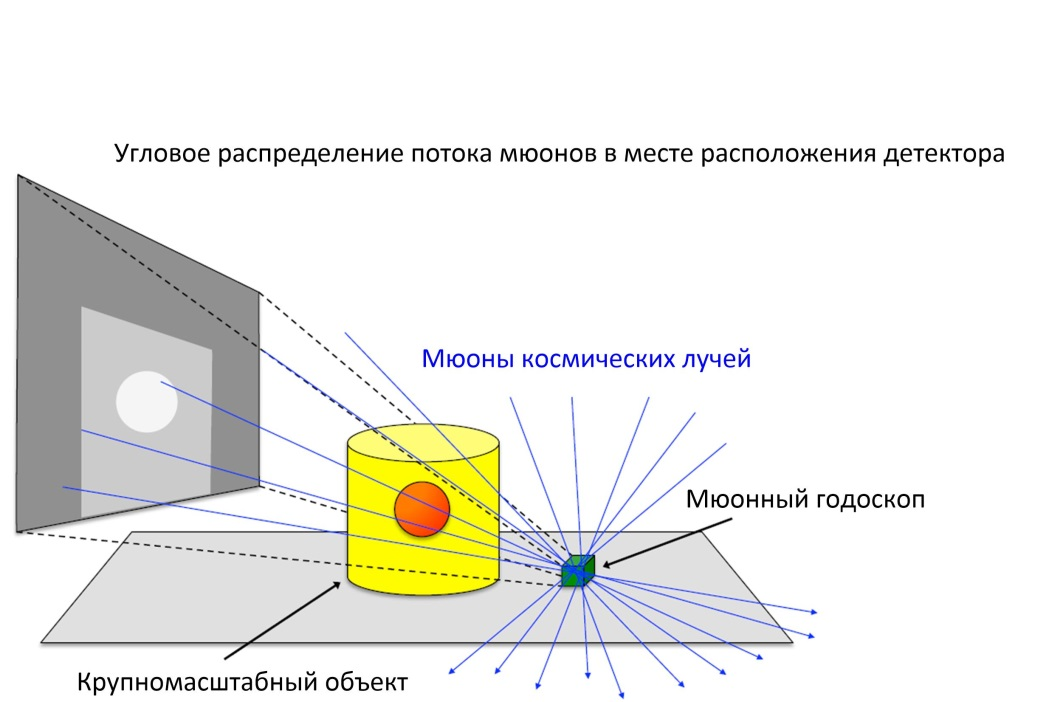 Угловое распределение потока мюонов в месте расположения детектора
Мюоны космических лучей
Мюонный годоскоп
Крупномасштабный объект